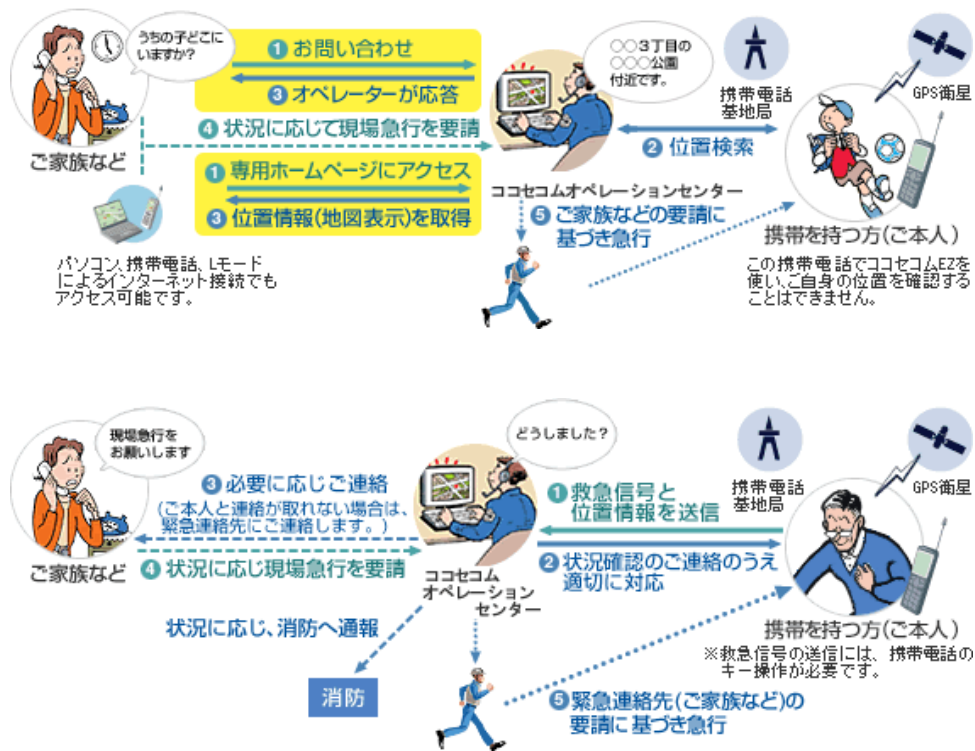 うちの子どこに
いますか?
❶お問い合わせ
❸オペレーターが応答
❹状況に応じて現場急行を要請
ご家族など
❶専用ホームページにアクセス
❸位置情報(地図表示)を取得
パソコン、携帯電話、Lモード
によるインターネット接続でも
アクセス可能です。
○○3丁目の
○○○公園
付近です。
携帯電話
基地局
GPS衛星
❷位置検索
ココセコムオペレーションセンター
❺ご家族などの要請に
基づき急行
携帯を持つ方(ご本人)
この携帯電話でココセコムEZを
使い、ご自身の位置を確認する
ことはできません。
現場急行を
お願いします
どうしました?
❸必要に応じご連絡
(ご本人と連絡が取れない場合は、
緊急連絡先にご連絡します。)
ご家族など
❹状況に応じ現場急行を要請
❶救急信号と
位置情報を送信
携帯電話
基地局
GPS衛星
❷状況確認のご連絡のうえ
適切に対応
ココセコム
オペレーション
センター
状況に応じ、消防へ通報
消防
携帯を持つ方(ご本人)
※救急信号の送信には、携帯電話の
キー操作が必要です。
❺緊急連絡先(ご家族など)の
要請に基づき急行